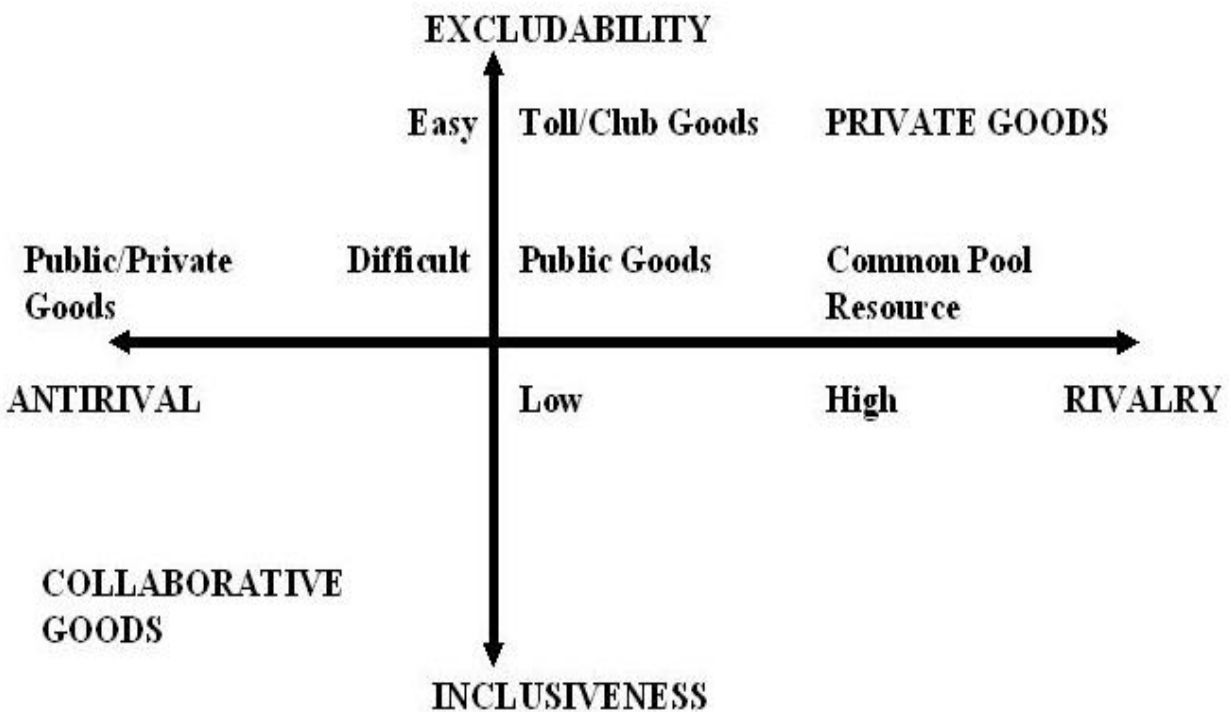 EXCLUDABILITY
Easy Toll/Club Goods PRIVATE GOODS
Public/Private Difficult Public Goods Common Pool
Goods Resource
ANTIRIVAL Low High RIVALRY
COLLABORATIVE
GOODS
INCLUSIVENESS